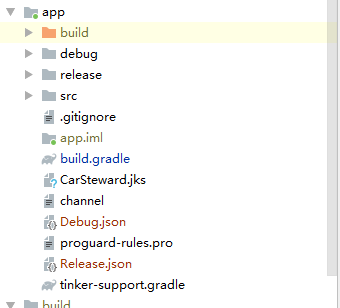 app
build
debug
release
src
.gitignore
app.iml
build.gradle
CarSteward.jks
channel
Debug.json
proguard-rules.pro
Release.json
tinker-support.gradle
build